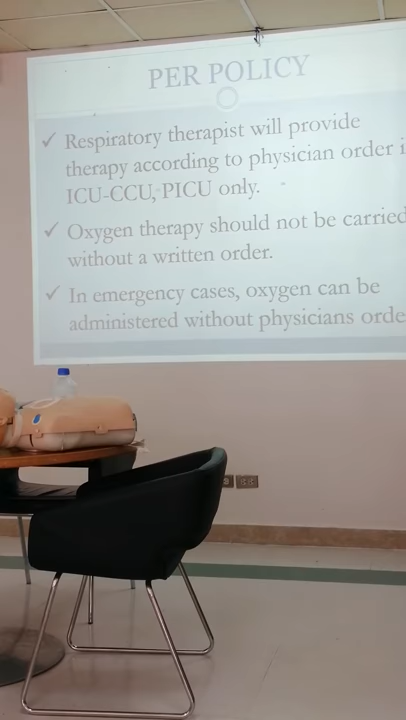 PER POLICY
✓ Respiratory therapist will provide
therapy according to physician order i
ICU-CCU, PICU only.
✓ Oxygen therapy should not be carried
without a written order.
✓ In emergency cases, oxygen can be
administered without physicians orde